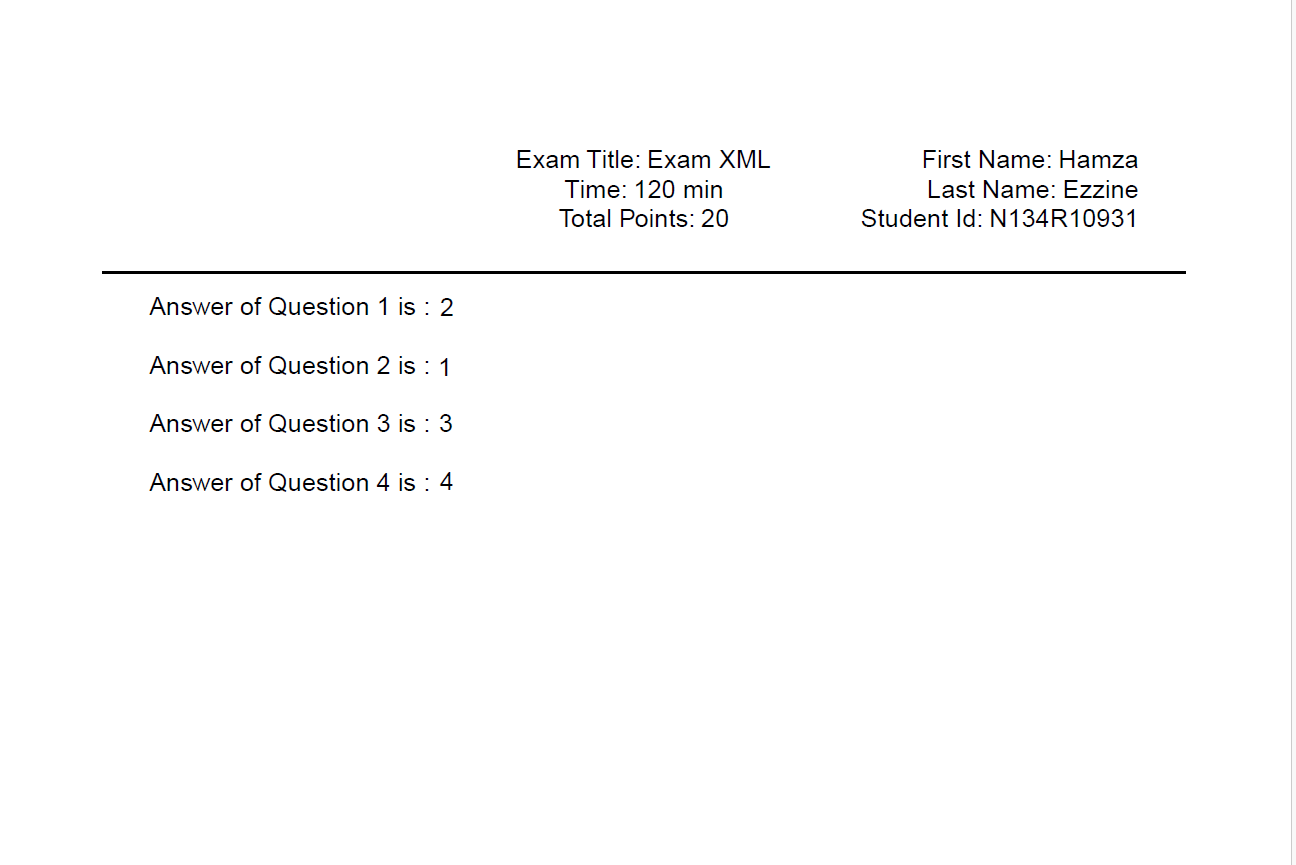 Exam Title: Exam XML
Time: 120 min
Total Points: 20
First Name: Hamza
Last Name: Ezzine
Student Id: N134R10931
Answer of Question 1 is : 2
Answer of Question 2 is : 1
Answer of Question 3 is : 3
Answer of Question 4 is : 4